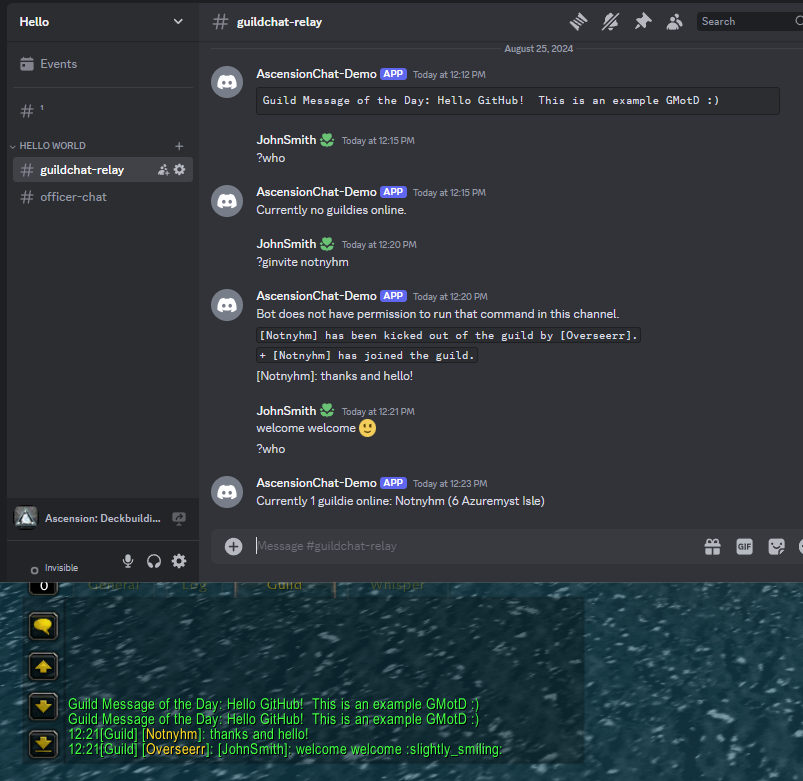 Hello
guildchat-relay
Search
Events
August 25, 2024
AscensionChat-Demo APP Today at 12:12 PM
Guild Message of the Day: Hello GitHub! This is an example GMotD :)
1
JohnSmith Today at 12:15 PM
?who
HELLO WORLD
guildchat-relay
officer-chat
AscensionChat-Demo APP Today at 12:15 PM
Currently no guildies online.
JohnSmith Today at 12:20 PM
?ginvite notnyhm
AscensionChat-Demo APP Today at 12:20 PM
Bot does not have permission to run that command in this channel.
[Notnyhm] has been kicked out of the guild by [Overseerr].
+ [Notnyhm] has joined the guild.
[Notnyhm]: thanks and hello!
JohnSmith Today at 12:21 PM
welcome welcome 🙂
?who
AscensionChat-Demo APP Today at 12:23 PM
Currently 1 guildie online: Notnyhm (6 Azuremyst Isle)
Ascension: Deckbuildi...
Message #guildchat-relay
GIF
Invisible
0
General Log Guild Whisper
Guild Message of the Day: Hello GitHub! This is an example GMotD :)
Guild Message of the Day: Hello GitHub! This is an example GMotD :)
12:21[Guild] [Notnyhm]: thanks and hello!
12:21[Guild] [Overseerr]: [JohnSmith]: welcome welcome :slightly_smiling: